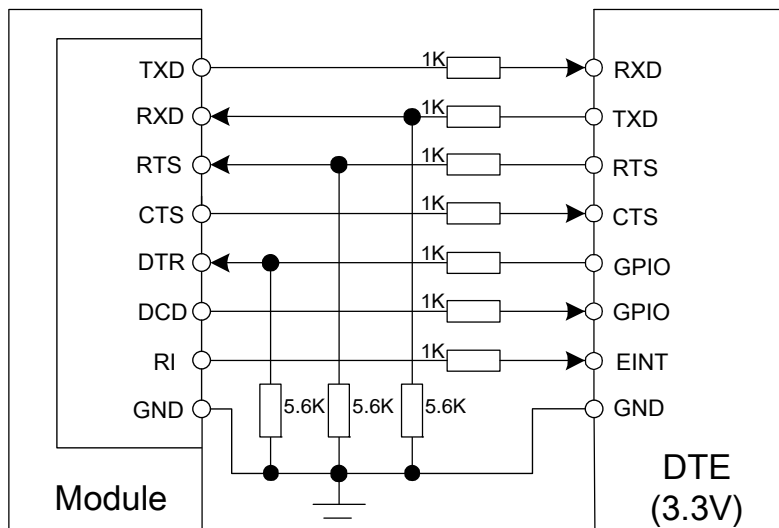 TXD 1K RXD
RXD 1K TXD
RTS 1K RTS
CTS 1K CTS
DTR 1K GPIO
DCD 1K GPIO
RI 1K EINT
GND 5.6K 5.6K 5.6K GND
Module
DTE
(3.3V)